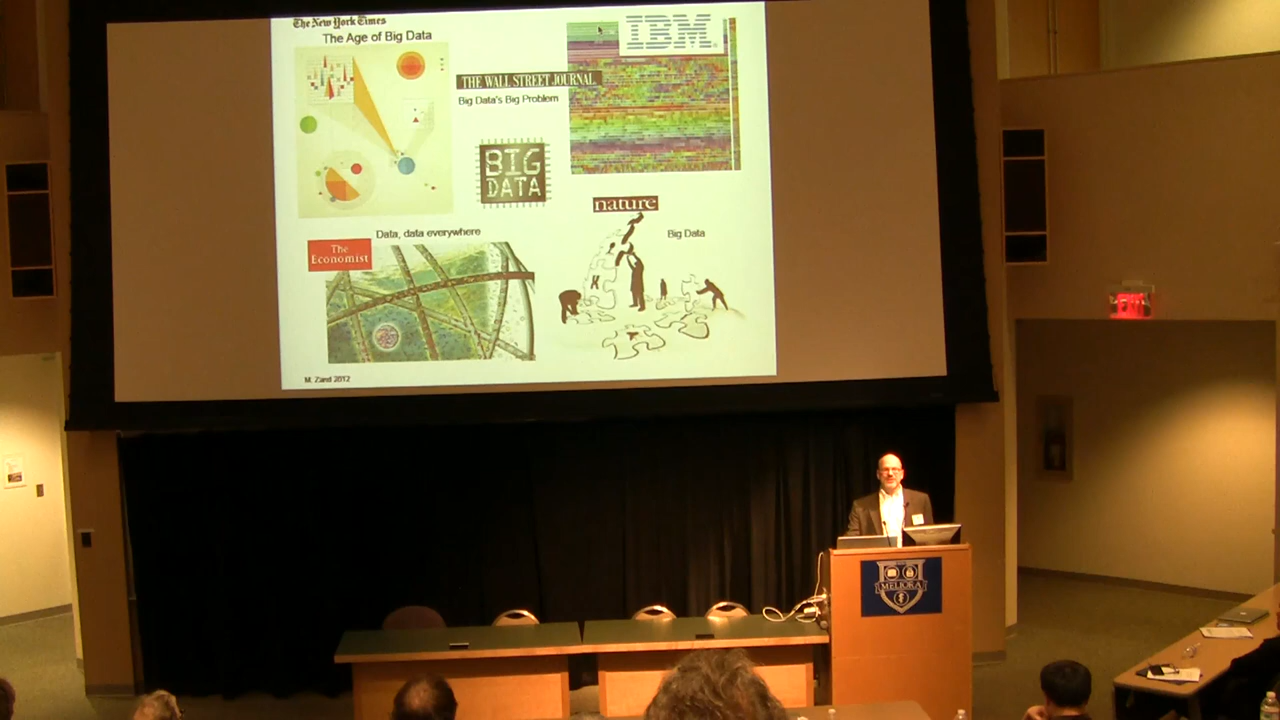 The New York Times
The Age of Big Data
IBM
THE WALL STREET JOURNAL
Big Data's Big Problem
BIG
DATA
nature
Big Data
Data, data everywhere
The
Economist
M. Zand 2012
MELIORA